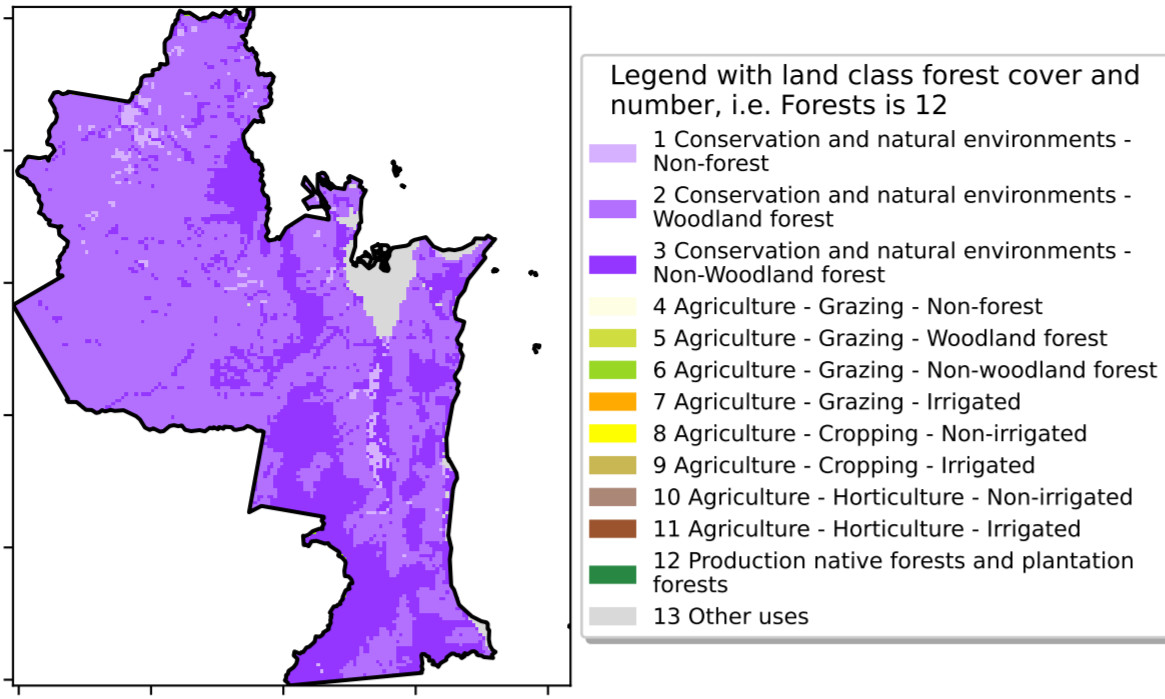 Legend with land class forest cover and
number, i.e. Forests is 12
1 Conservation and natural environments -
Non-forest
2 Conservation and natural environments -
Woodland forest
3 Conservation and natural environments -
Non-Woodland forest
4 Agriculture - Grazing - Non-forest
5 Agriculture - Grazing - Woodland forest
6 Agriculture - Grazing - Non-woodland forest
7 Agriculture - Grazing - Irrigated
8 Agriculture - Cropping - Non-irrigated
9 Agriculture - Cropping - Irrigated
10 Agriculture - Horticulture - Non-irrigated
11 Agriculture - Horticulture - Irrigated
12 Production native forests and plantation
forests
13 Other uses